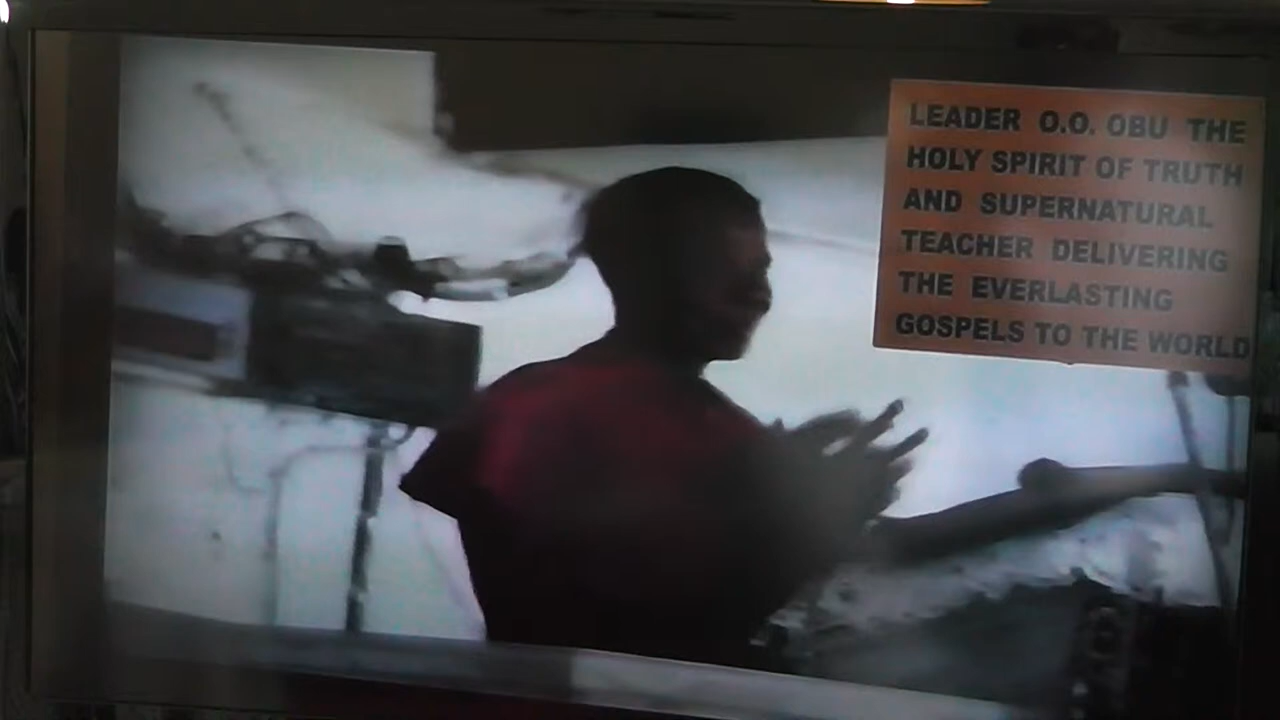 LEADER O.O. OBU THE
HOLY SPIRIT OF TRUTH
AND SUPERNATURAL
TEACHER DELIVERING
THE EVERLASTING
GOSPELS TO THE WORLD